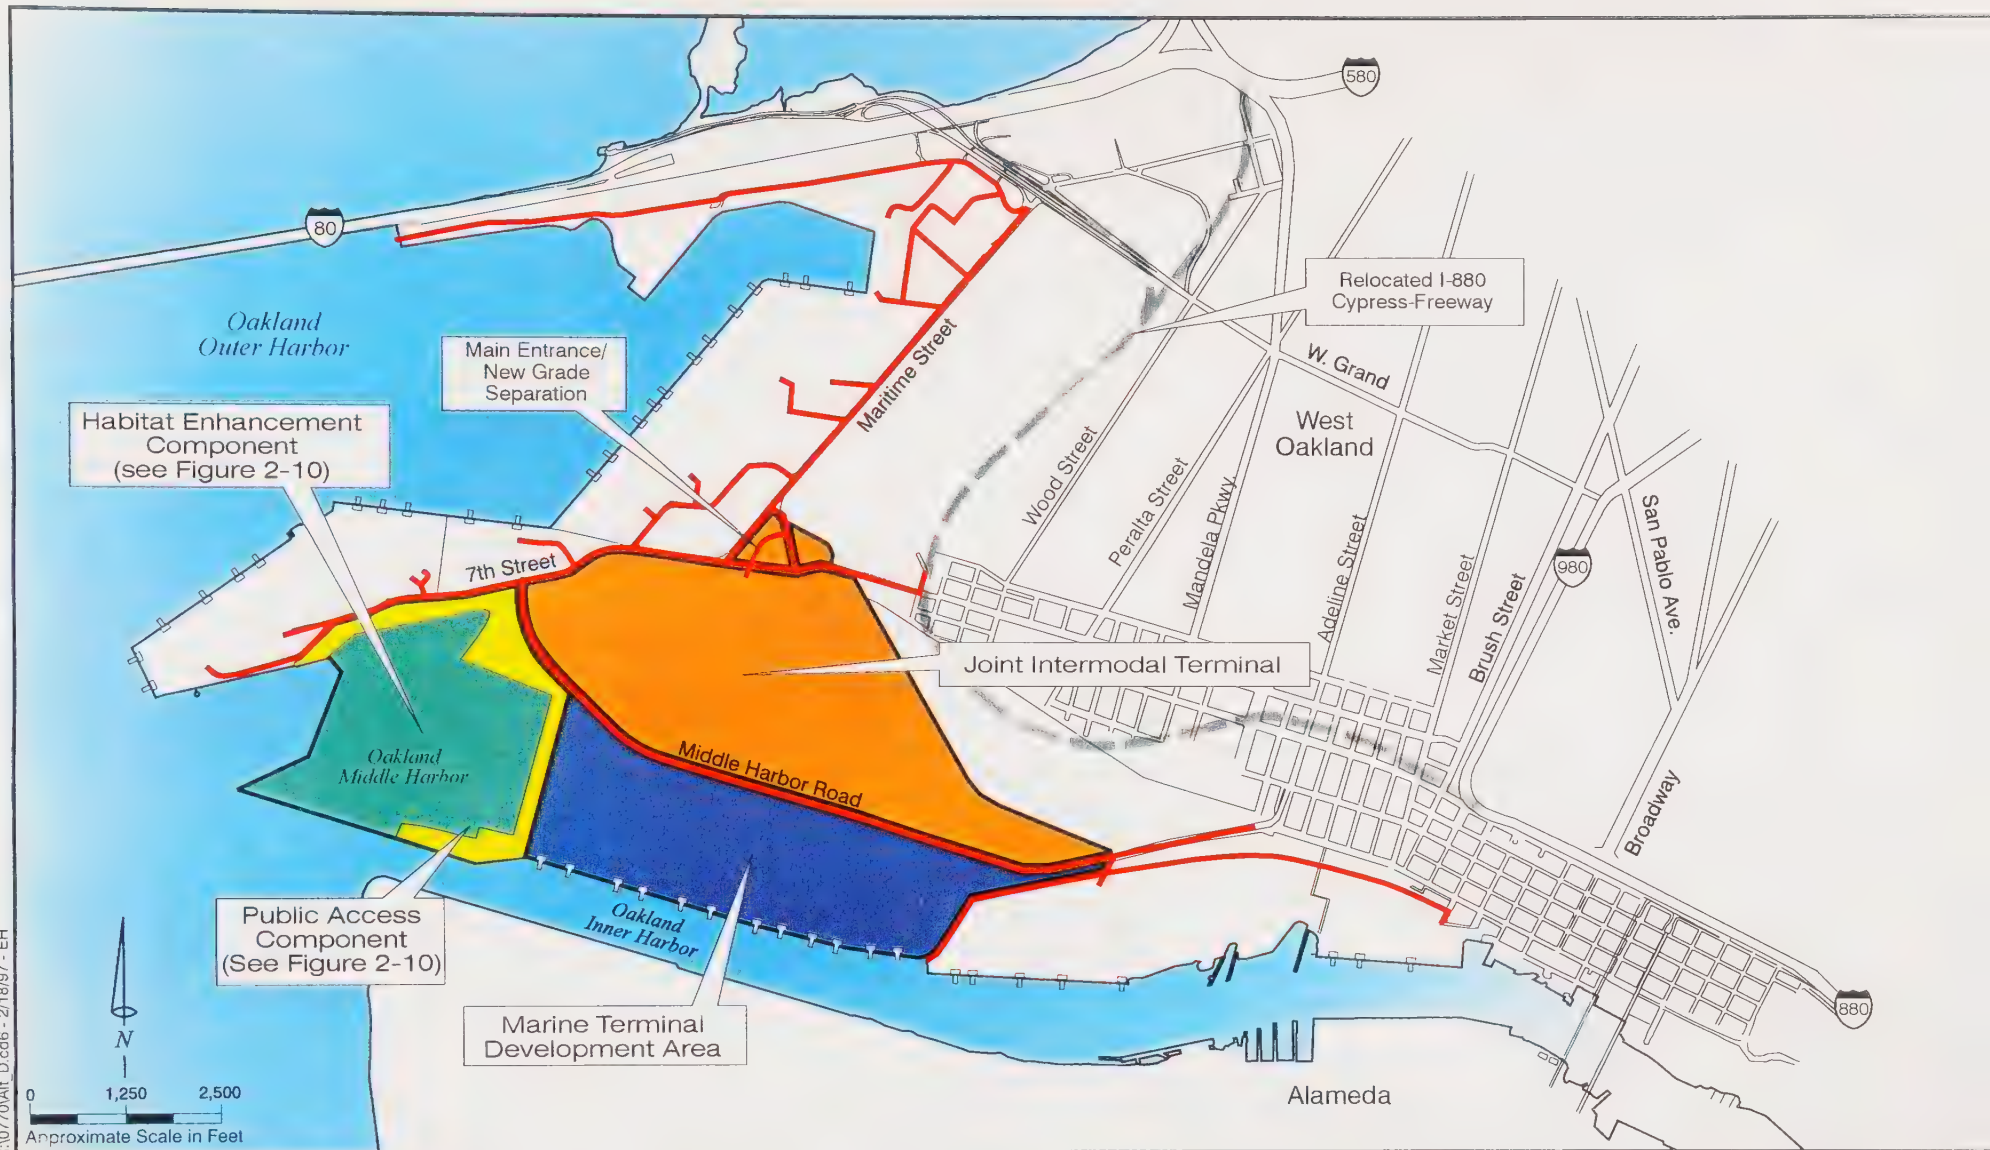 580
80
Relocated I-880
Cypress-Freeway
Oakland
Outer Harbor
Main Entrance/
New Grade
Separation
Maritime Street
W. Grand
West
Oakland
Habitat Enhancement
Component
(see Figure 2-10)
Wood Street
Peralta Street
Mandela Pkwy.
Adeline Street
Market Street
Brush Street
980
San Pablo Ave.
7th Street
Joint Intermodal Terminal
Oakland
Middle Harbor
Middle Harbor Road
Broadway
Public Access
Component
(See Figure 2-10)
Oakland
Inner Harbor
Marine Terminal
Development Area
880
Alameda
N
0 1,250 2,500
Approximate Scale in Feet
2/18/97 - EH